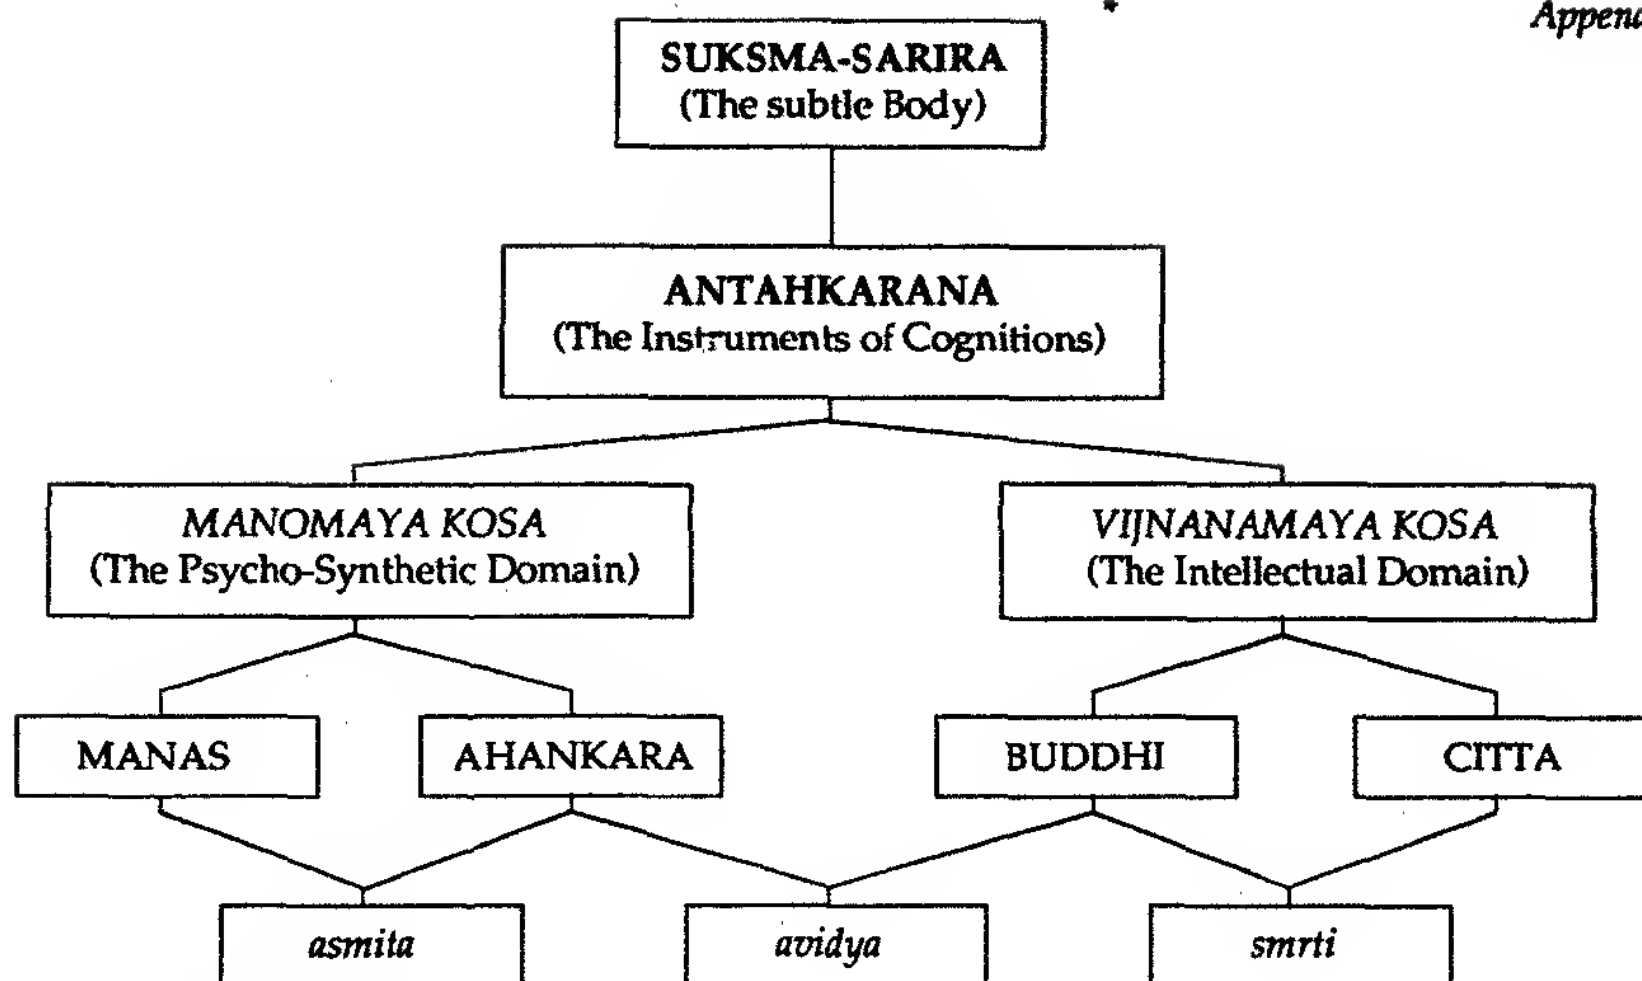 Appen
SUKSMA-SARIRA
(The subtle Body)
ANTAHKARANA
(The Instruments of Cognitions)
MANOMAYA KOSA
(The Psycho-Synthetic Domain)
VIJNANAMAYA KOSA
(The Intellectual Domain)
MANAS
AHANKARA
BUDDHI
CITTA
asmita
avidya
smrti